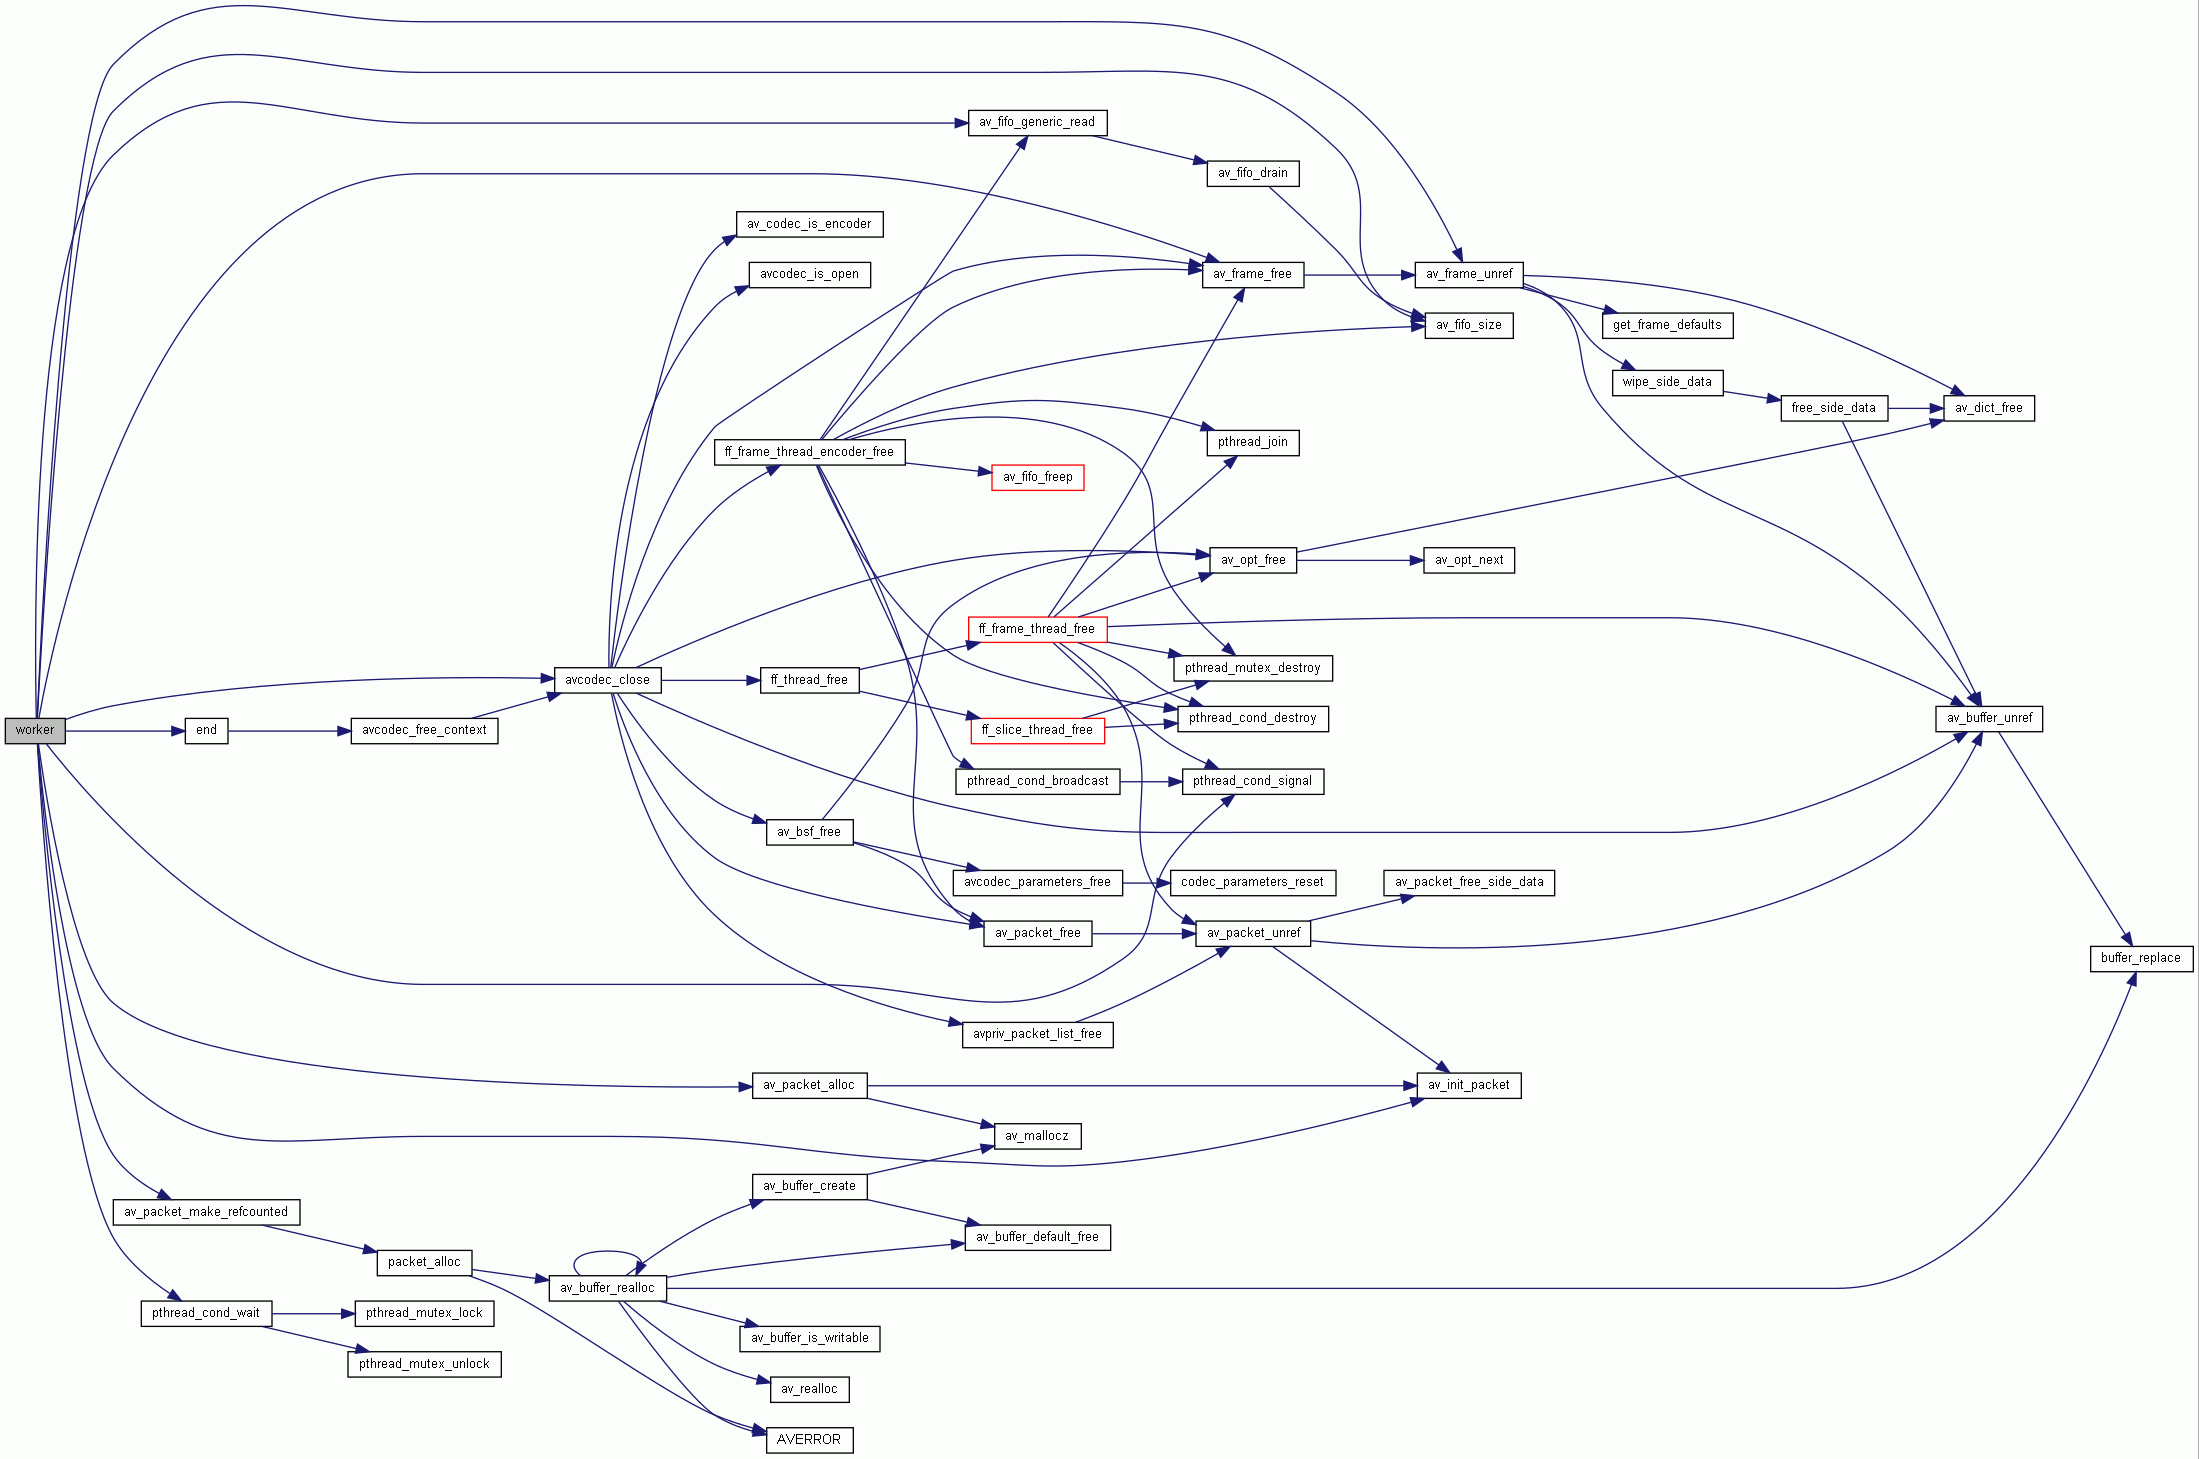 av_fifo_generic_read
av_fifo_drain
av_codec_is_encoder
avcodec_is_open
av_frame_free
av_frame_unref
av_fifo_size
get_frame_defaults
wipe_side_data
free_side_data
av_dict_free
pthread_join
ff_frame_thread_encoder_free
av_fifo_freep
av_opt_free
av_opt_next
ff_frame_thread_free
pthread_mutex_destroy
avcodec_close
ff_thread_free
pthread_cond_destroy
av_buffer_unref
worker
end
avcodec_free_context
ff_slice_thread_free
pthread_cond_broadcast
pthread_cond_signal
av_bsf_free
avcodec_parameters_free
codec_parameters_reset
av_packet_free_side_data
av_packet_free
av_packet_unref
buffer_replace
avpriv_packet_list_free
av_packet_alloc
av_init_packet
av_mallocz
av_buffer_create
av_packet_make_refcounted
av_buffer_default_free
packet_alloc
av_buffer_realloc
pthread_cond_wait
pthread_mutex_lock
av_buffer_is_writable
pthread_mutex_unlock
av_realloc
AVERROR